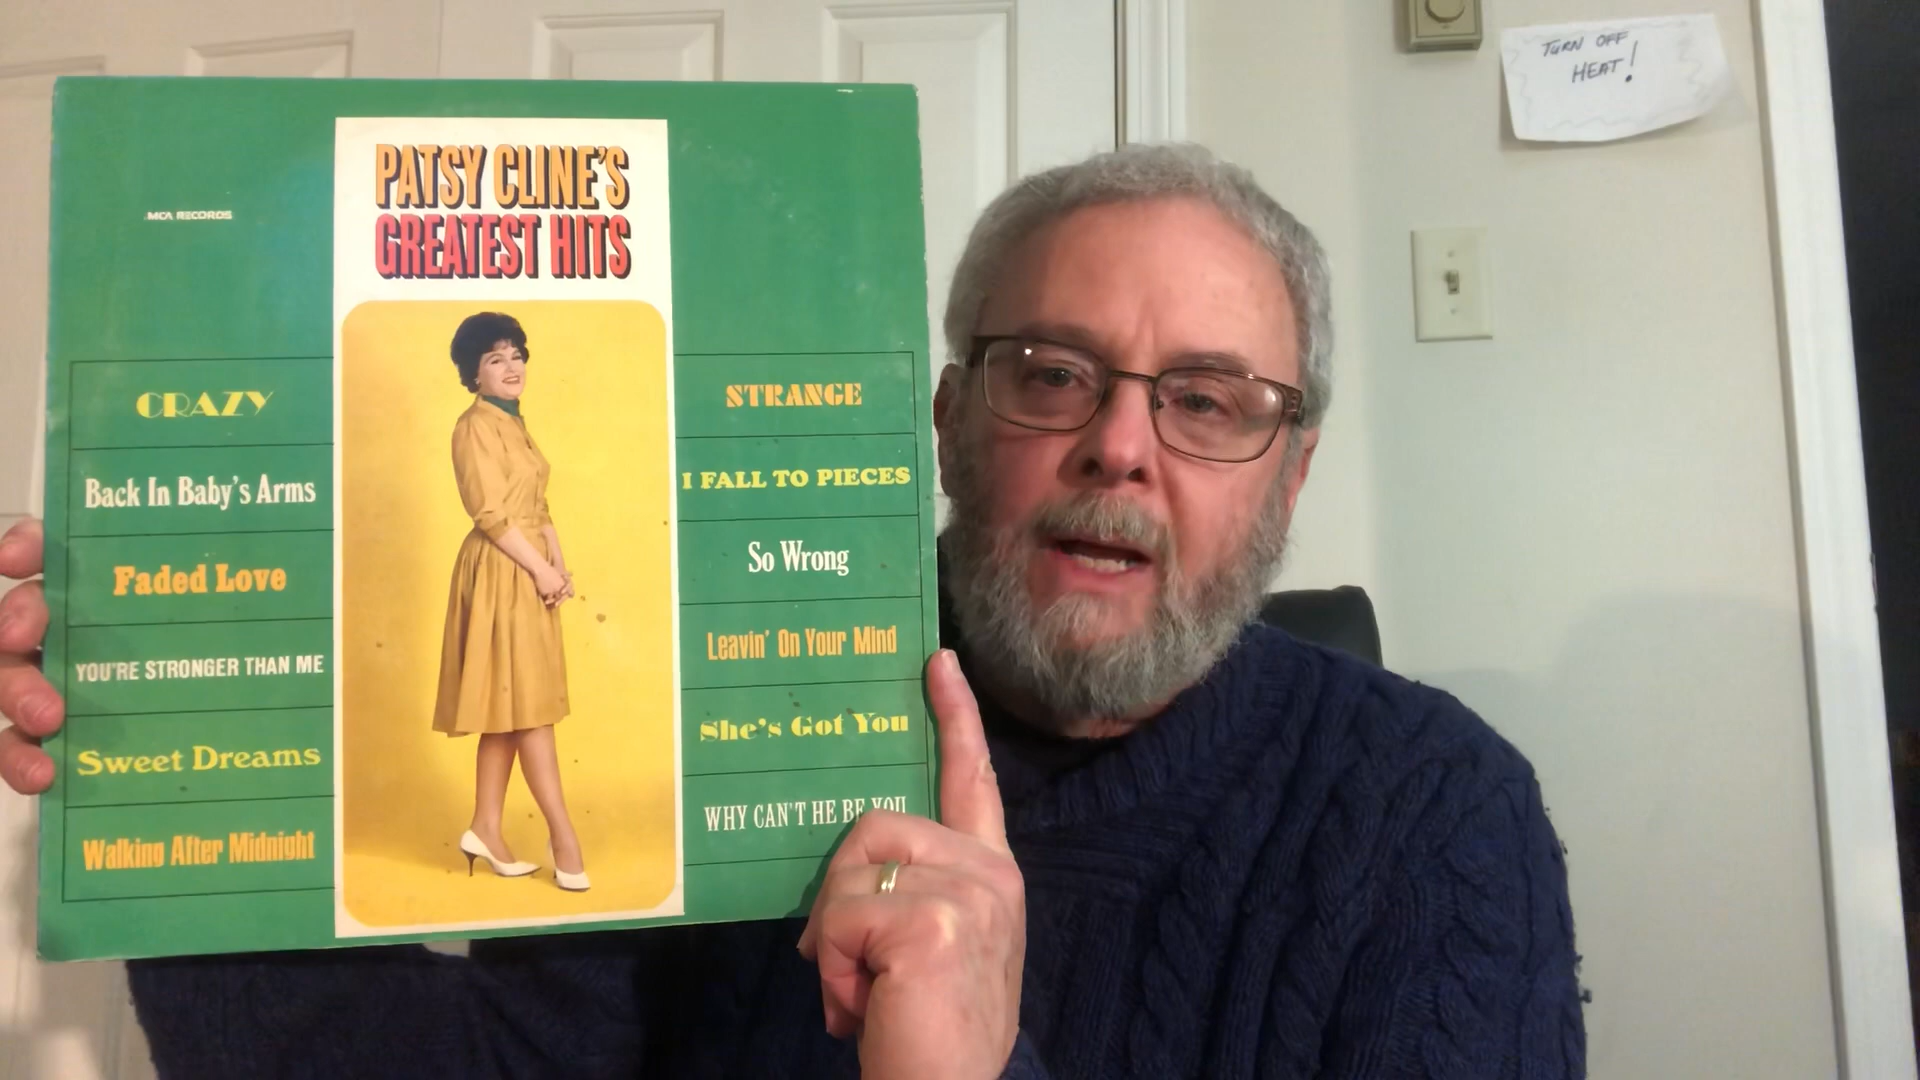 MCA RECORDS
PATSY CLINE'S
GREATEST HITS
CRAZY
Back In Baby's Arms
Faded Love
YOU'RE STRONGER THAN ME
Sweet Dreams
Walking After Midnight
STRANGE
I FALL TO PIECES
So Wrong
Leavin' On Your Mind
She's Got You
WHY CAN'T HE BE YOU
TURN OFF
HEAT!